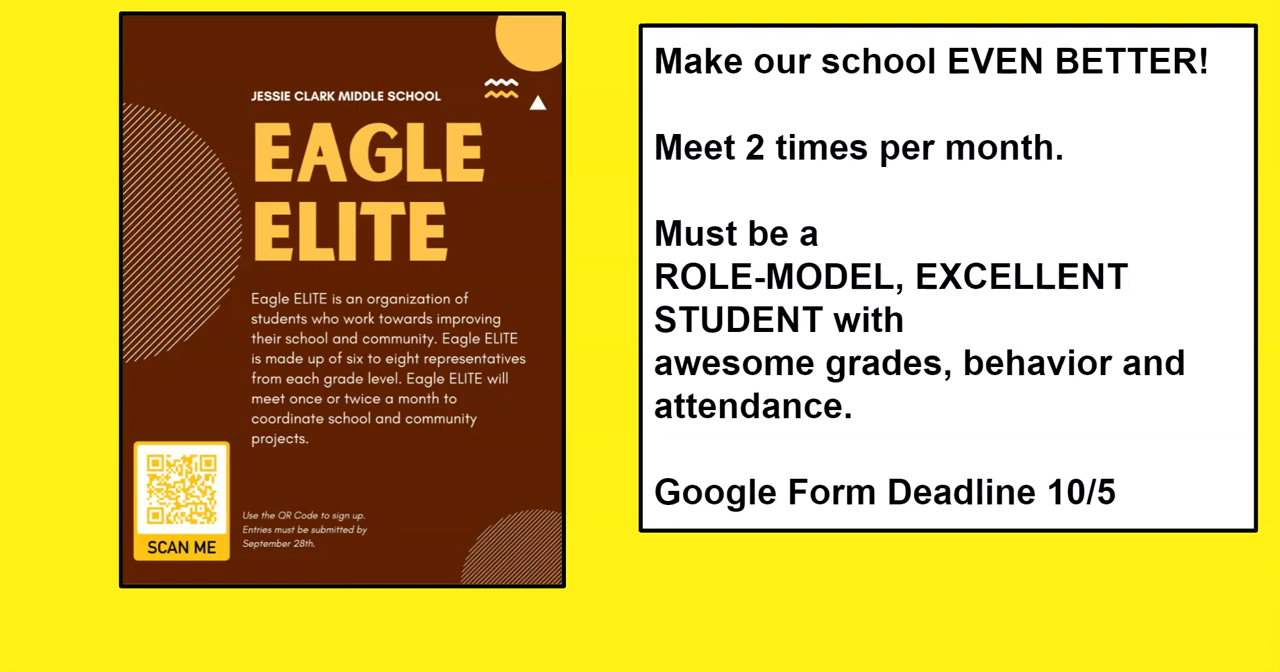 JESSIE CLARK MIDDLE SCHOOL
EAGLE
ELITE
Eagle ELITE is an organization of
students who work towards improving
their school and community. Eagle ELITE
is made up of six to eight representatives
from each grade level. Eagle ELITE will
meet once or twice a month to
coordinate school and community
projects.
Use the QR Code to sign up.
Entries must be submitted by
September 28th.
SCAN ME
Make our school EVEN BETTER!
Meet 2 times per month.
Must be a
ROLE-MODEL, EXCELLENT
STUDENT with
awesome grades, behavior and
attendance.
Google Form Deadline 10/5